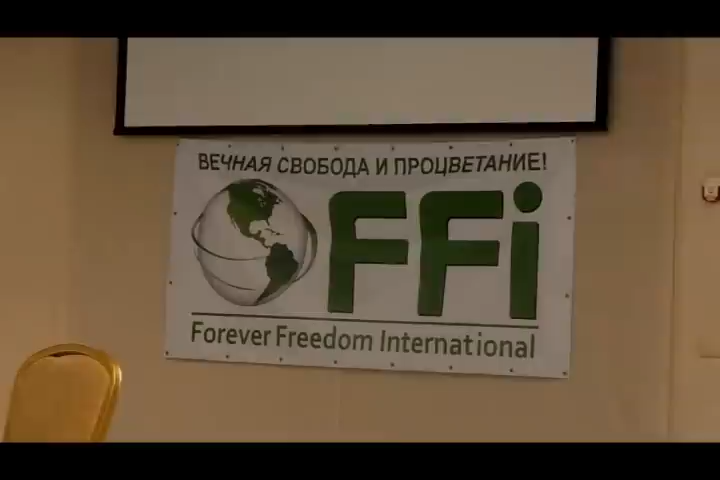 ВЕЧНАЯ СВОБОДА И ПРОЦВЕТАНИЕ!
FFi
Forever Freedom International